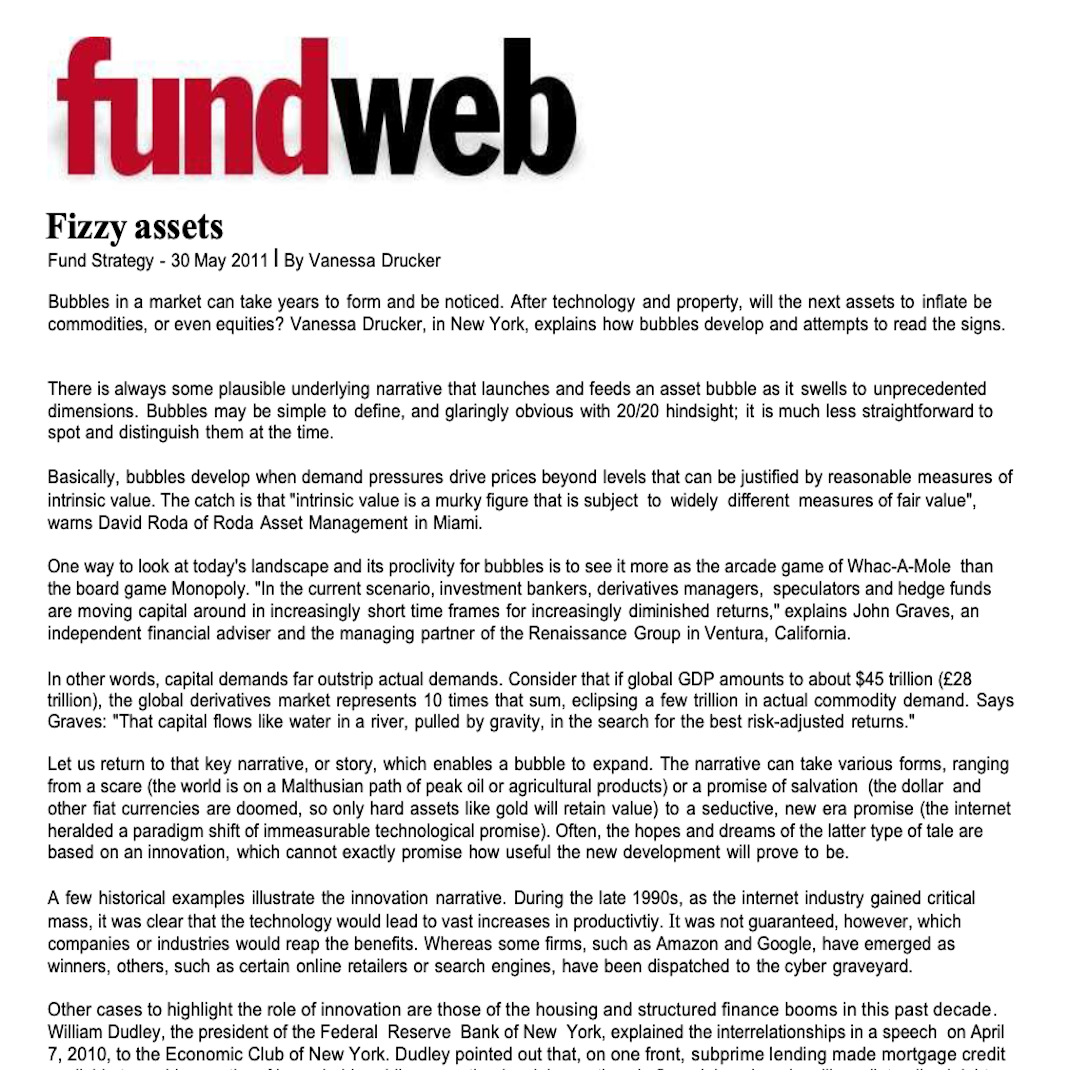 fundweb
Fizzy assets
Fund Strategy - 30 May 2011 | By Vanessa Drucker
Bubbles in a market can take years to form and be noticed. After technology and property, will the next assets to inflate be
commodities, or even equities? Vanessa Drucker, in New York, explains how bubbles develop and attempts to read the signs.
There is always some plausible underlying narrative that launches and feeds an asset bubble as it swells to unprecedented
dimensions. Bubbles may be simple to define, and glaringly obvious with 20/20 hindsight; it is much less straightforward to
spot and distinguish them at the time.
Basically, bubbles develop when demand pressures drive prices beyond levels that can be justified by reasonable measures of
intrinsic value. The catch is that "intrinsic value is a murky figure that is subject to widely different measures of fair value",
warns David Roda of Roda Asset Management in Miami.
One way to look at today's landscape and its proclivity for bubbles is to see it more as the arcade game of Whac-A-Mole than
the board game Monopoly. "In the current scenario, investment bankers, derivatives managers, speculators and hedge funds
are moving capital around in increasingly short time frames for increasingly diminished returns," explains John Graves, an
independent financial adviser and the managing partner of the Renaissance Group in Ventura, California.
In other words, capital demands far outstrip actual demands. Consider that if global GDP amounts to about $45 trillion (£28
trillion), the global derivatives market represents 10 times that sum, eclipsing a few trillion in actual commodity demand. Says
Graves: "That capital flows like water in a river, pulled by gravity, in the search for the best risk-adjusted returns."
Let us return to that key narrative, or story, which enables a bubble to expand. The narrative can take various forms, ranging
from a scare (the world is on a Malthusian path of peak oil or agricultural products) or a promise of salvation (the dollar and
other fiat currencies are doomed, so only hard assets like gold will retain value) to a seductive, new era promise (the internet
heralded a paradigm shift of immeasurable technological promise). Often, the hopes and dreams of the latter type of tale are
based on an innovation, which cannot exactly promise how useful the new development will prove to be.
A few historical examples illustrate the innovation narrative. During the late 1990s, as the internet industry gained critical
mass, it was clear that the technology would lead to vast increases in productivtiy. It was not guaranteed, however, which
companies or industries would reap the benefits. Whereas some firms, such as Amazon and Google, have emerged as
winners, others, such as certain online retailers or search engines, have been dispatched to the cyber graveyard.
Other cases to highlight the role of innovation are those of the housing and structured finance booms in this past decade.
William Dudley, the president of the Federal Reserve Bank of New York, explained the interrelationships in a speech on April
7, 2010, to the Economic Club of New York. Dudley pointed out that, on one front, subprime lending made mortgage credit